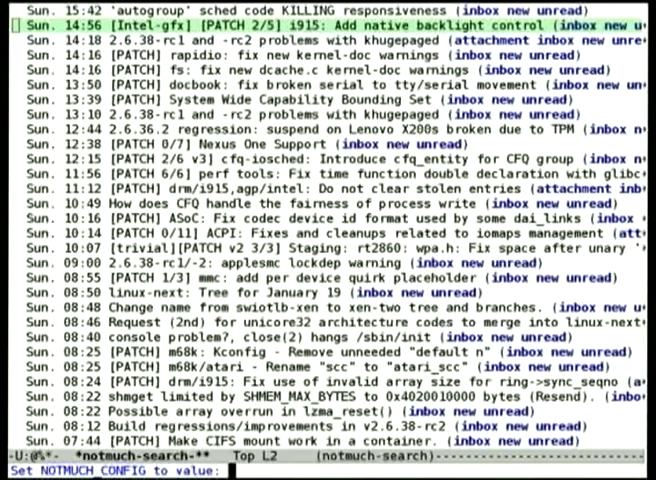 Sun. 15:42 'autogroup' sched code KILLING responsiveness (inbox new unread)
Sun. 14:56 [Intel-gfx] [PATCH 2/5] i915: Add native backlight control (inbox new u
Sun. 14:18 2.6.38-rc1 and -rc2 problems with khugepaged (attachment inbox new unre
Sun. 14:16 [PATCH] rapidio: fix new kernel-doc warnings (inbox new unread)
Sun. 14:16 [PATCH] fs: fix new dcache.c kernel-doc warnings (inbox new unread)
Sun. 13:50 [PATCH] docbook: fix broken serial to tty/serial movement (inbox new un
Sun. 13:39 [PATCH] System Wide Capability Bounding Set (inbox new unread)
Sun. 13:10 2.6.38-rc1 and -rc2 problems with khugepaged (inbox new unread)
Sun. 12:44 2.6.36.2 regression: suspend on Lenovo X200s broken due to TPM (inbox n
Sun. 12:38 [PATCH 0/7] Nexus One Support (inbox new unread)
Sun. 12:15 [PATCH 2/6 v3] cfq-iosched: Introduce cfq_entity for CFQ group (inbox n
Sun. 11:56 [PATCH 6/6] perf tools: Fix time function double declaration with glibc
Sun. 11:12 [PATCH] drm/i915,agp/intel: Do not clear stolen entries (attachment inb
Sun. 10:49 How does CFQ handle the fairness of process write (inbox new unread)
Sun. 10:16 [PATCH] ASoC: Fix codec device id format used by some dai_links (inbox
Sun. 10:14 [PATCH 0/11] ACPI: Fixes and cleanups related to iomaps management (att
Sun. 10:07 [trivial][PATCH v2 3/3] Staging: rt2860: wpa.h: Fix space after unary '
Sun. 09:00 2.6.38-rc1/-2: applesmc lockdep warning (inbox new unread)
Sun. 08:55 [PATCH 1/3] mmc: add per device quirk placeholder (inbox new unread)
Sun. 08:50 linux-next: Tree for January 19 (inbox new unread)
Sun. 08:48 Change name from swiotlb-xen to xen-two tree and branches. (inbox new u
Sun. 08:46 Request (2nd) for unicore32 architecture codes to merge into linux-next
Sun. 08:40 console problem?, close(2) hangs /sbin/init (inbox new unread)
Sun. 08:25 [PATCH] m68k: Kconfig - Remove unneeded "default n" (inbox new unread)
Sun. 08:25 [PATCH] m68k/atari - Rename "scc" to "atari_scc" (inbox new unread)
Sun. 08:24 [PATCH] drm/i915: Fix use of invalid array size for ring->sync_seqno (a
Sun. 08:22 shmget limited by SHMEM_MAX_BYTES to 0x4020010000 bytes (Resend). (inbo
Sun. 08:22 Possible array overrun in lzma_reset() (inbox new unread)
Sun. 08:12 Build regressions/improvements in v2.6.38-rc2 (inbox new unread)
Sun. 07:44 [PATCH] Make CIFS mount work in a container. (inbox new unread)
-U:@%*- *notmuch-search-** Top L2 (notmuch-search)
Set NOTMUCH_CONFIG to value: